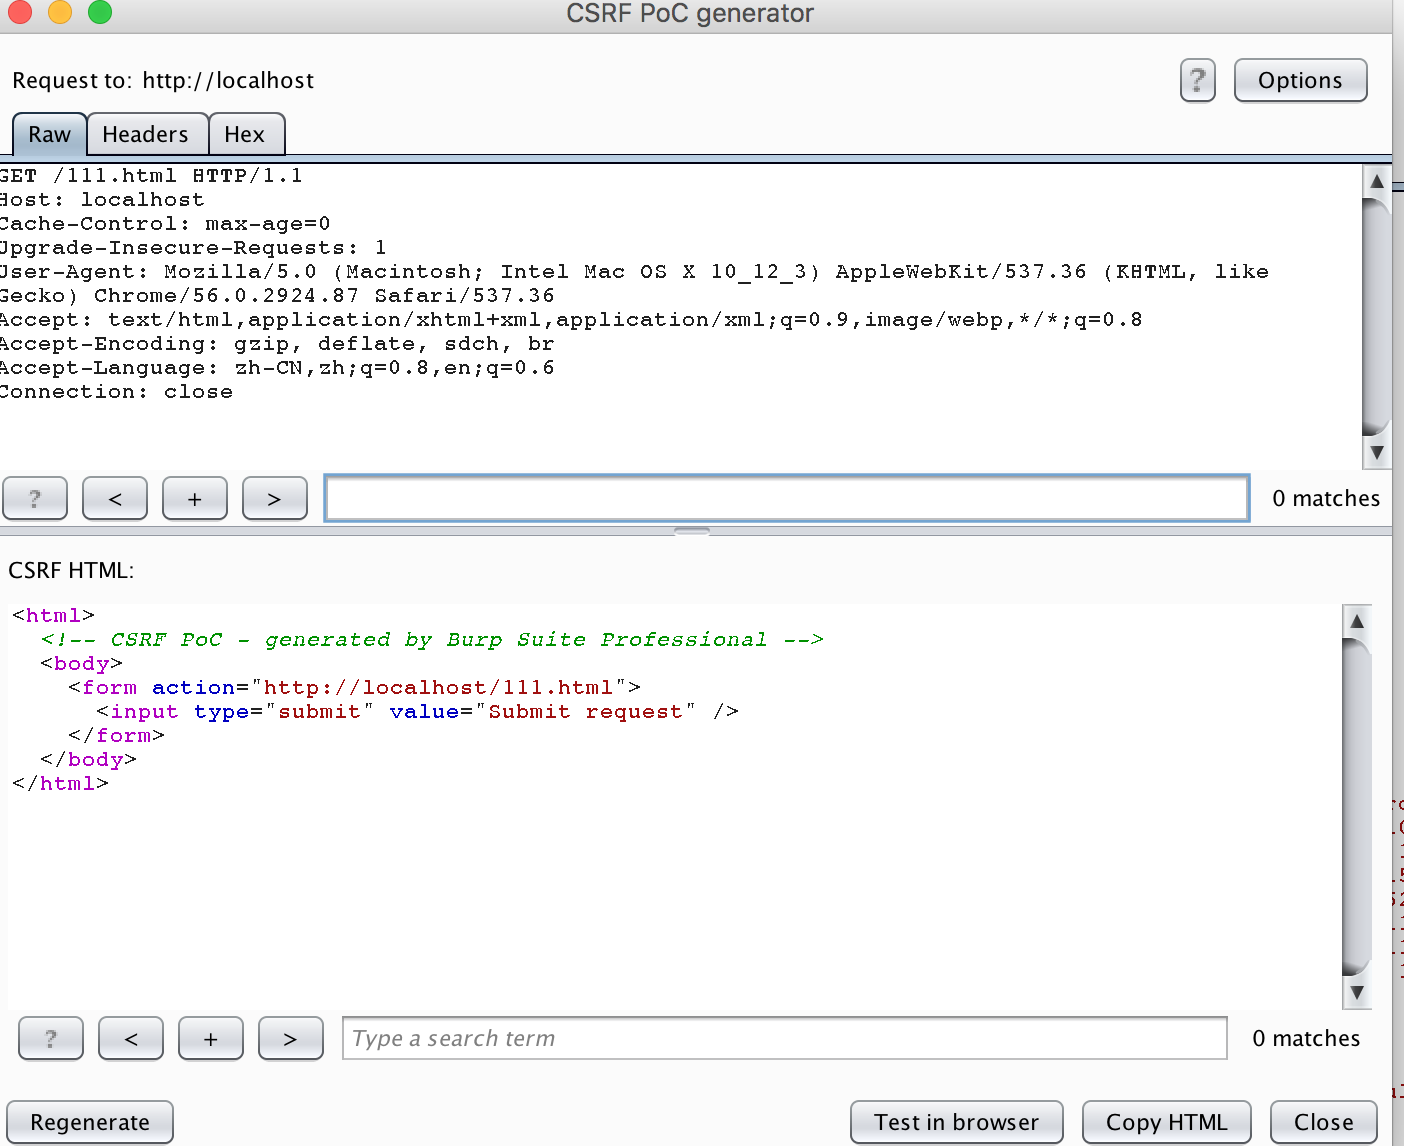 CSRF PoC generator
Request to: http://localhost
? Options
Raw Headers Hex
GET /111.html HTTP/1.1
Host: localhost
Cache-Control: max-age=0
Upgrade-Insecure-Requests: 1
User-Agent: Mozilla/5.0 (Macintosh; Intel Mac OS X 10_12_3) AppleWebKit/537.36 (KHTML, like
Gecko) Chrome/56.0.2924.87 Safari/537.36
Accept: text/html,application/xhtml+xml,application/xml;q=0.9,image/webp,*/*;q=0.8
Accept-Encoding: gzip, deflate, sdch, br
Accept-Language: zh-CN,zh;q=0.8,en;q=0.6
Connection: close
? < + > 0 matches
CSRF HTML:
<html>
<!-- CSRF PoC - generated by Burp Suite Professional -->
<body>
<form action="http://localhost/111.html">
<input type="submit" value="Submit request" />
</form>
</body>
</html>
? < + > Type a search term 0 matches
Regenerate Test in browser Copy HTML Close